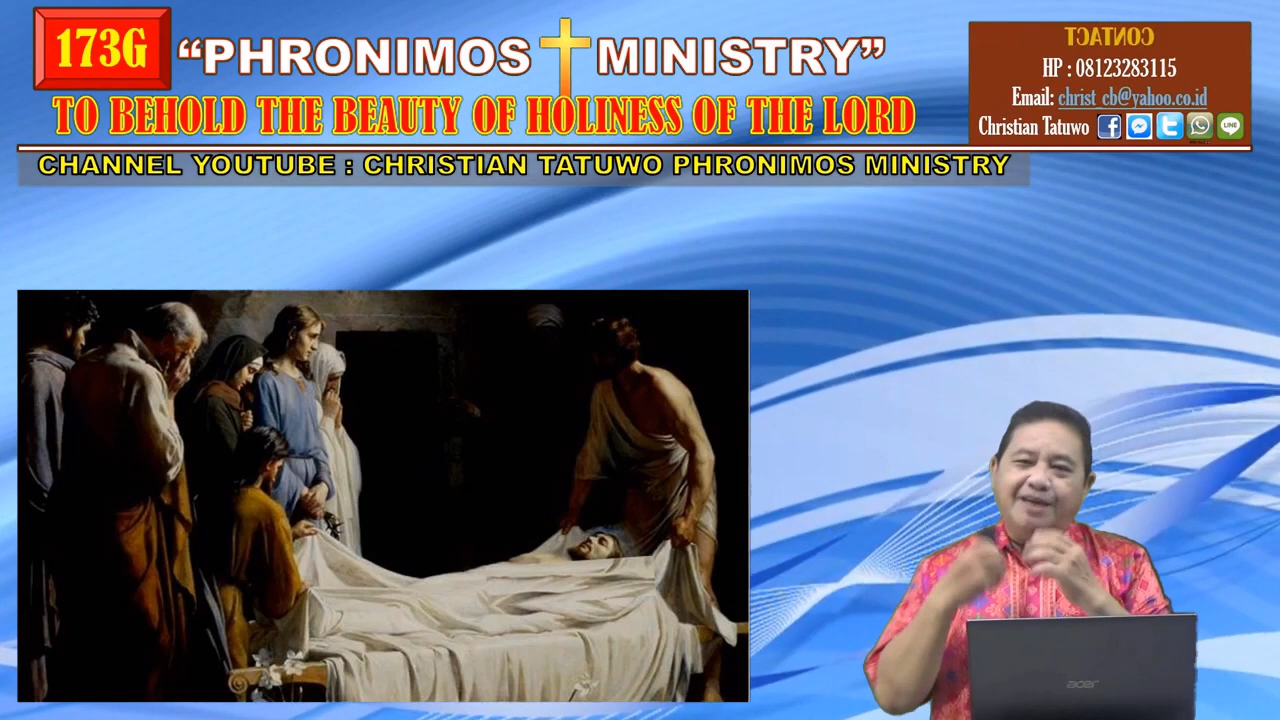 173G
“PHRONIMOS MINISTRY”
TO BEHOLD THE BEAUTY OF HOLINESS OF THE LORD
CHANNEL YOUTUBE : CHRISTIAN TATUWO PHRONIMOS MINISTRY
CONTACT
HP : 08123283115
Email: christ_cb@yahoo.co.id
Christian Tatuwo
LINE
acer